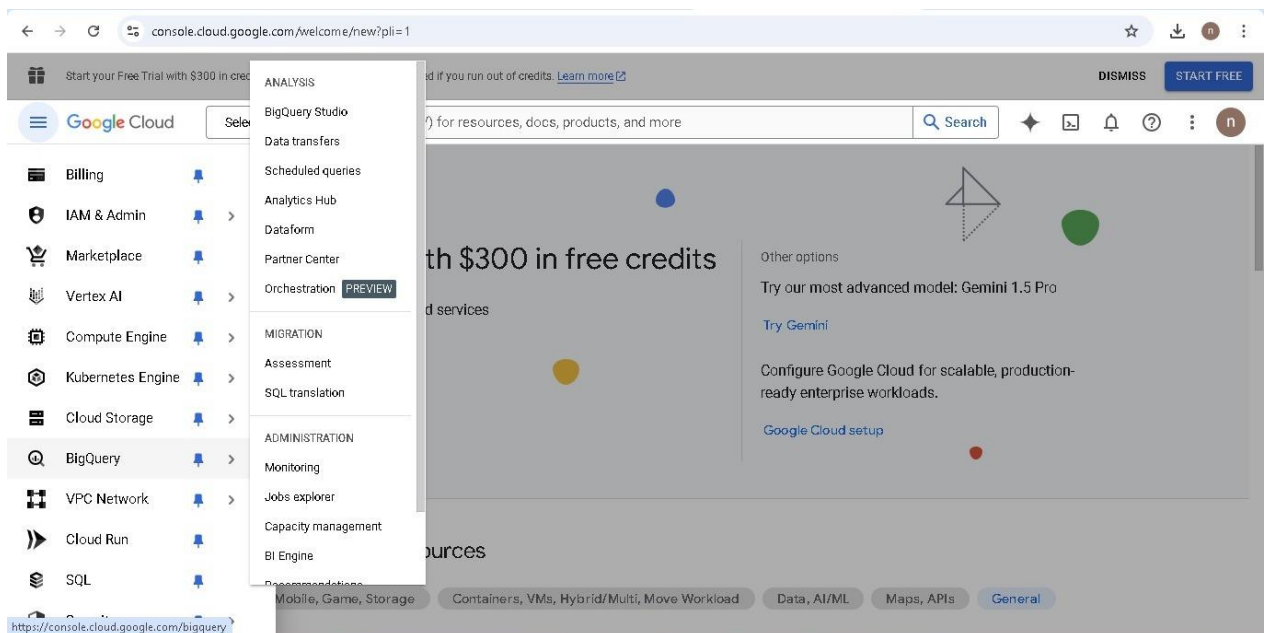 console.cloud.google.com/welcome/new?pli=1
n
Start your Free Trial with $300 in
if you run out of credits. Learn more
DISMISS
START FREE
Google Cloud
for resources, docs, products, and more
Search
n
Billing
IAM & Admin
Marketplace
Vertex AI
Compute Engine
Kubernetes Engine
Cloud Storage
BigQuery
VPC Network
Cloud Run
SQL
https://console.cloud.google.com/bigquery
ANALYSIS
BigQuery Studio
Data transfers
Scheduled queries
Analytics Hub
Dataform
Partner Center
Orchestration PREVIEW
MIGRATION
Assessment
SQL translation
ADMINISTRATION
Monitoring
Jobs explorer
Capacity management
BI Engine
Recommendations
$300 in free credits
services
Other options
Try our most advanced model: Gemini 1.5 Pro
Try Gemini
Configure Google Cloud for scalable, production-
ready enterprise workloads.
Google Cloud setup
Mobile, Game, Storage
Containers, VMs, Hybrid/Multi, Move Workload
Data, AI/ML
Maps, APIs
General